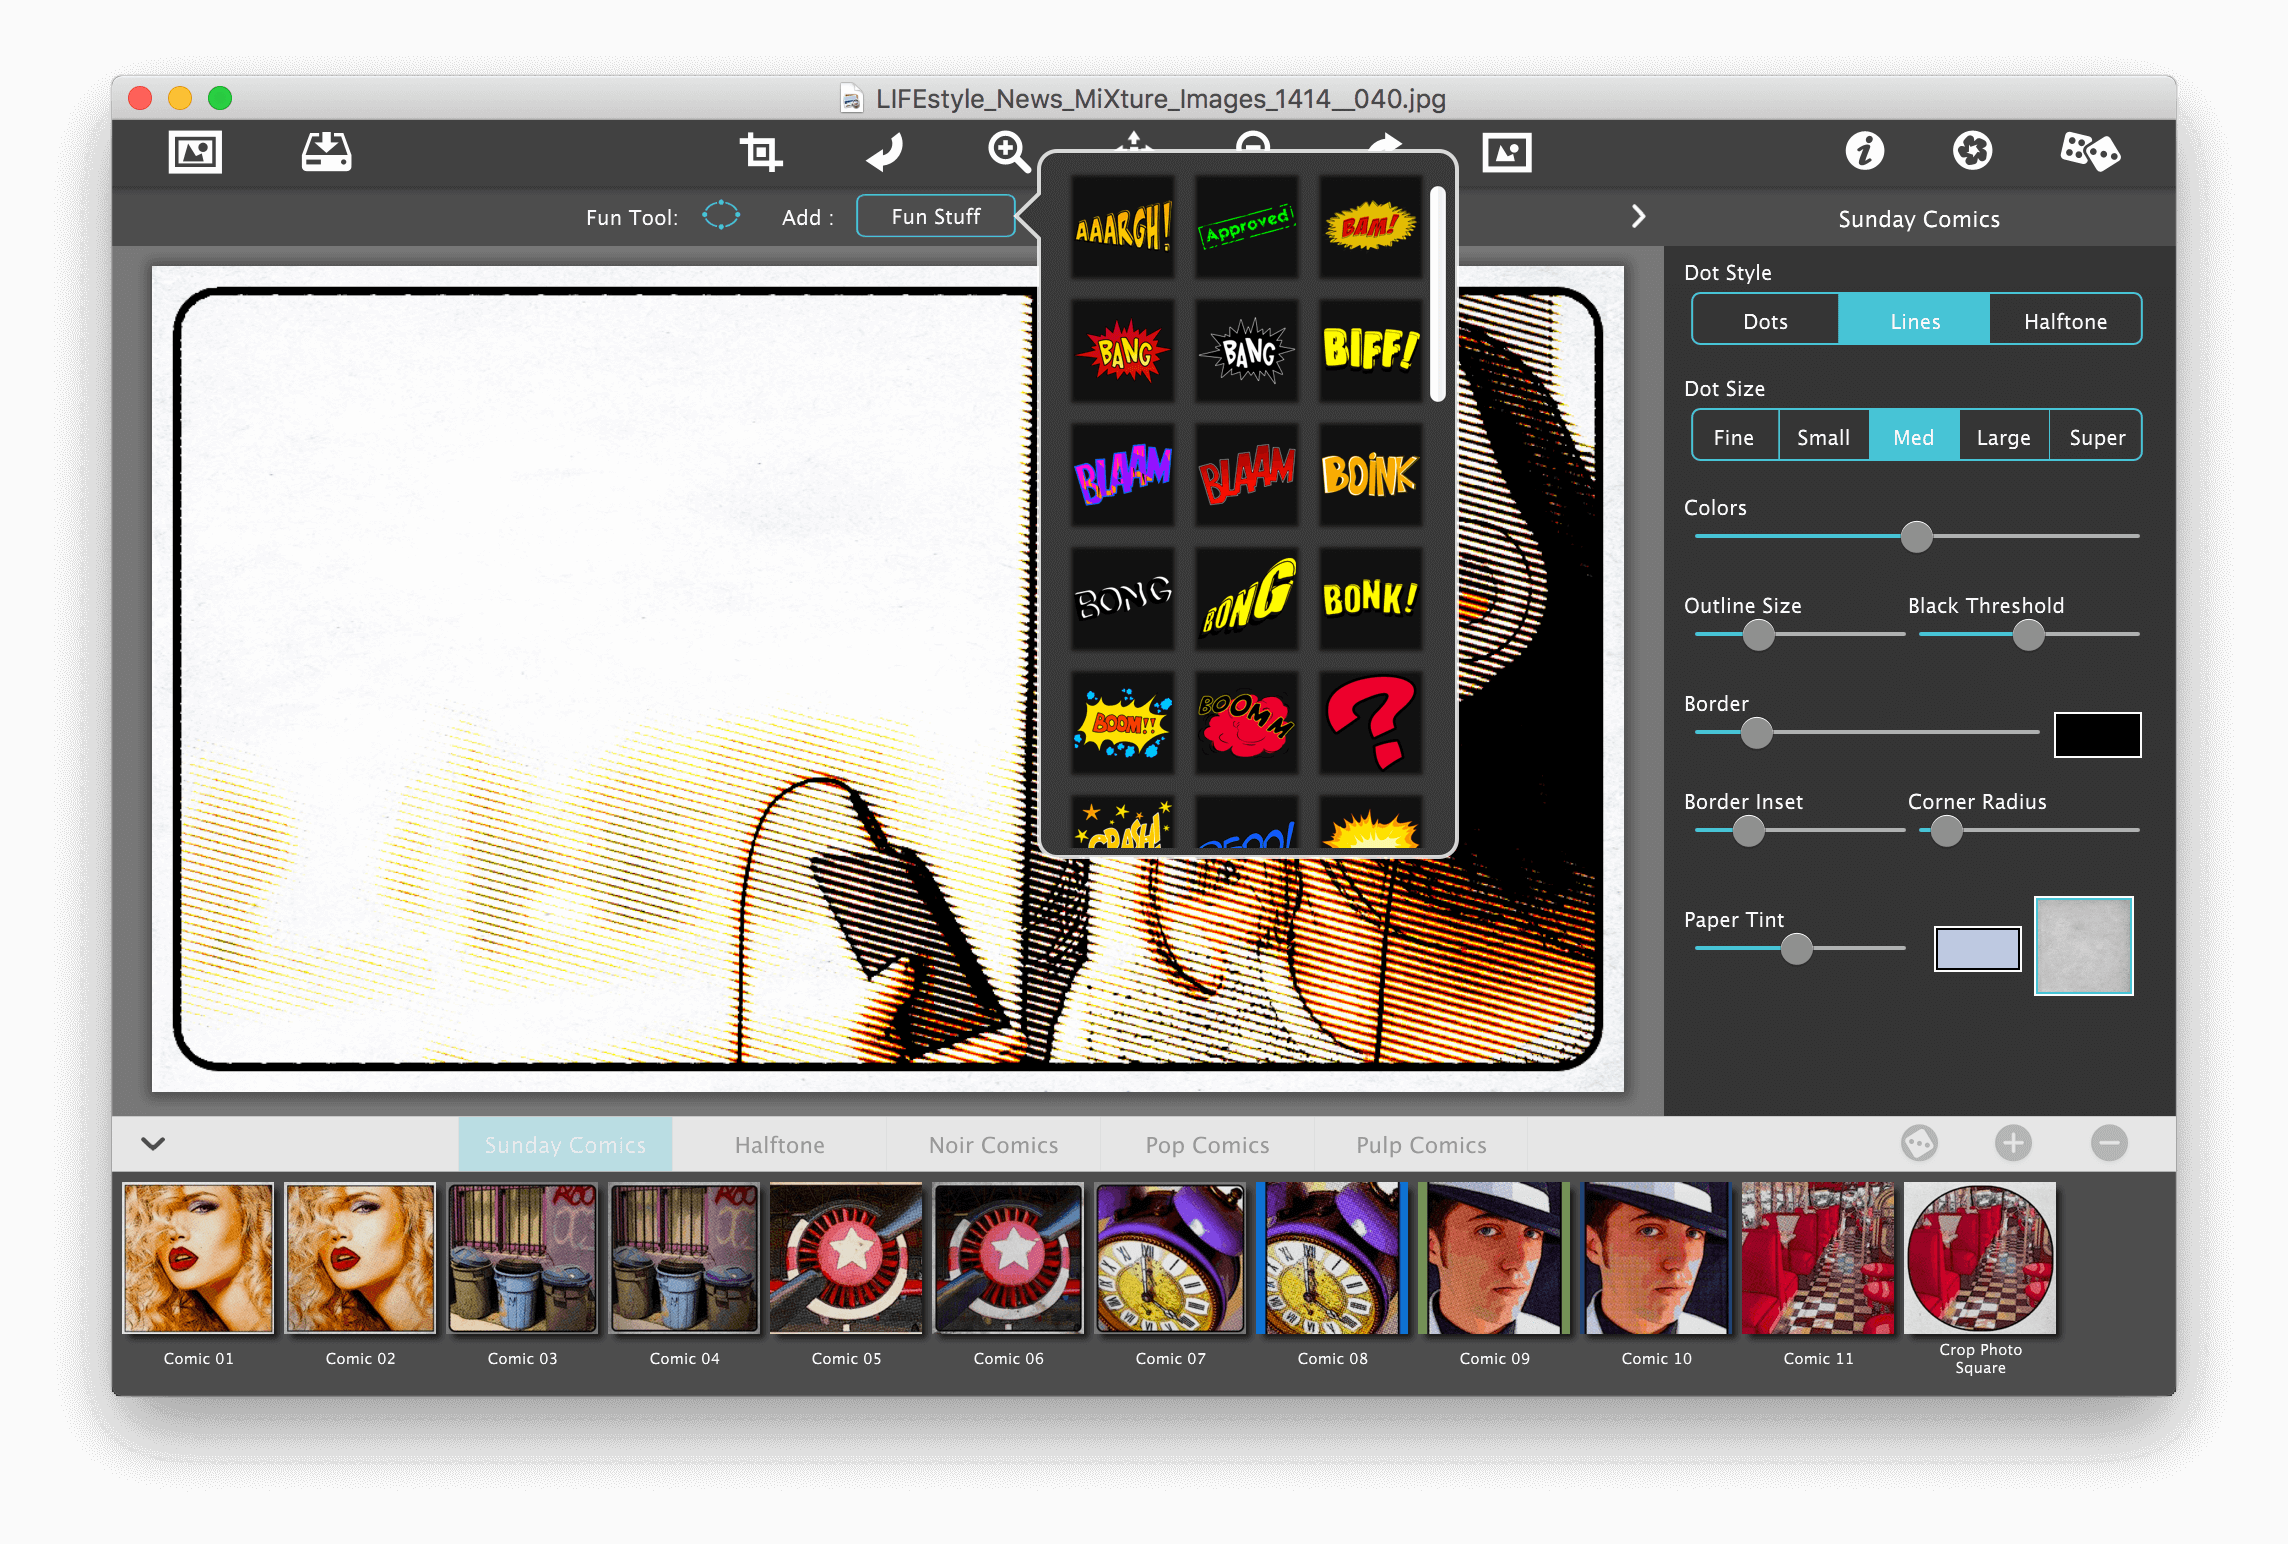 LIFEstyle_News_MiXture_Images_1414__040.jpg
Fun Tool:
Add :
Fun Stuff
Sunday Comics
AAARGH!
Approved
BAM!
BANG
BANG
BIFF!
BLAAM
BLAAM
BOINK
BONG
BONG
BONK!
BOOM!!
BOOMM
?
CRASH!
Dot Style
Dots
Lines
Halftone
Dot Size
Fine
Small
Med
Large
Super
Colors
Outline Size
Black Threshold
Border
Border Inset
Corner Radius
Paper Tint
Sunday Comics
Halftone
Noir Comics
Pop Comics
Pulp Comics
Comic 01
Comic 02
Comic 03
Comic 04
Comic 05
Comic 06
Comic 07
Comic 08
Comic 09
Comic 10
Comic 11
Crop Photo
Square